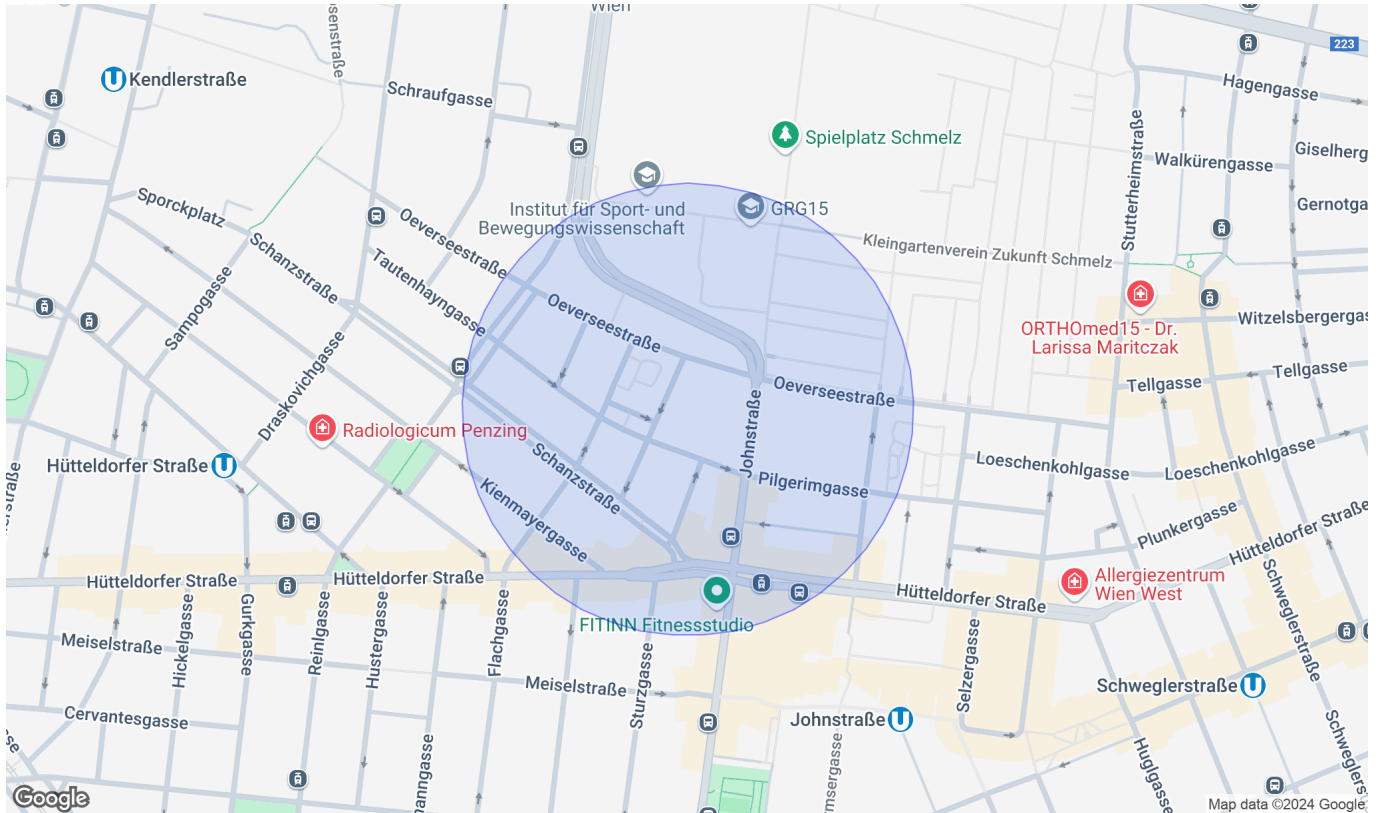 Wien
223
Kendlerstraße
Schraufgasse
Hagengasse
Spielplatz Schmelz
Stutterheimstraße
Walkürengasse
Giselherg
Sporckplatz
Institut für Sport- und
Bewegungswissenschaft
GRG15
Gernotga
Oeverseestraße
Kleingartenverein Zukunft Schmelz
Schanzstraße
Tautenhayngasse
Sampogasse
Oeverseestraße
ORTHOmed15 - Dr.
Larissa Maritczak
Witzelsbergergas
Draskovichgasse
Oeverseestraße
Tellgasse
Tellgasse
Radiologicum Penzing
Johnstraße
Hütteldorfer Straße
Schanzstraße
Pilgerimgasse
Loeschenkohlgasse
Loeschenkohlgasse
Kienmayergasse
Plunkergasse
Hütteldorfer Straße
Hütteldorfer Straße
Hütteldorfer Straße
Hütteldorfer Straße
Allergiezentrum
Wien West
Schweglerstraße
FITINN Fitnessstudio
Meiselstraße
Hickelgasse
Gurkgasse
Reinlgasse
Hustergasse
Flachgasse
Sturzgasse
Selzergasse
Meiselstraße
Schweglerstraße
Cervantesgasse
Johnstraße
Huglgasse
Schweglerst
manngasse
rmsergasse
Google
Map data ©2024 Google